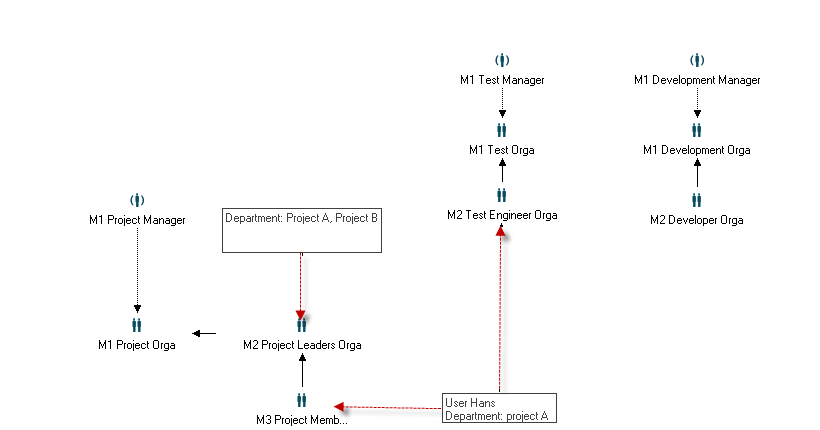 M1 Test Manager
M1 Development Manager
M1 Test Orga
M1 Development Orga
M1 Project Manager
Department: Project A, Project B
M2 Test Engineer Orga
M2 Developer Orga
M1 Project Orga
M2 Project Leaders Orga
M3 Project Memb...
User Hans
Department: project A